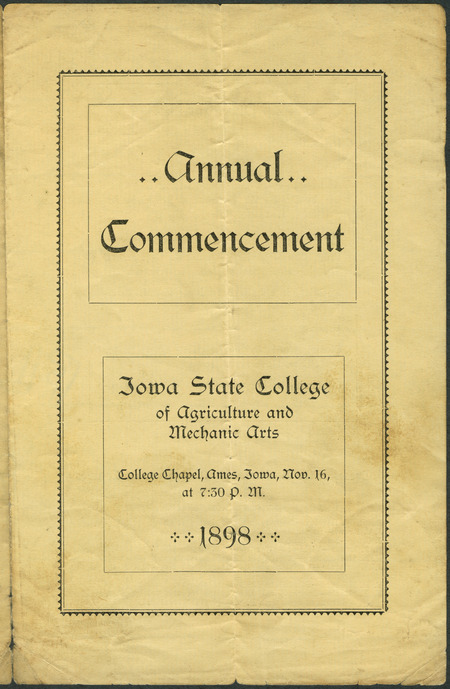 ..Annual..
Commencement
Iowa State College
of Agriculture and
Mechanic Arts
College Chapel, Ames, Iowa, Nov. 16,
at 7:30 P. M.
1898